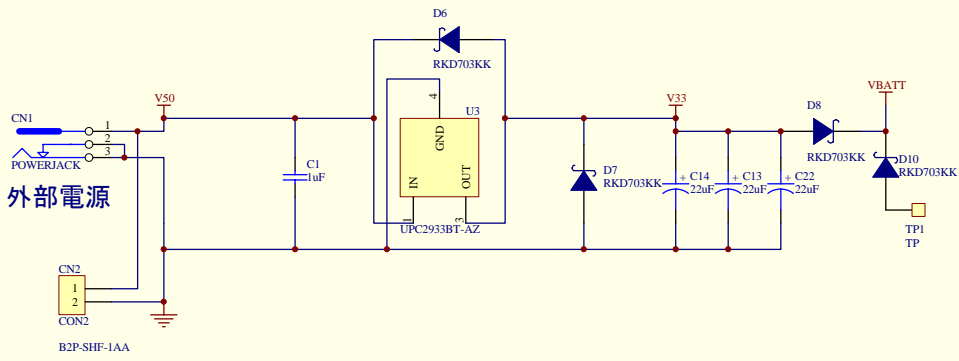 D6
RKD703KK
V50
V33
VBATT
CN1
1
2
3
POWERJACK
外部電源
C1
1uF
4
U3
GND
IN
OUT
1
3
UPC2933BT-AZ
D7
RKD703KK
C14
22uF
C13
22uF
C22
22uF
D8
RKD703KK
D10
RKD703KK
TP1
TP
CN2
1
2
CON2
B2P-SHF-1AA
+
+
+